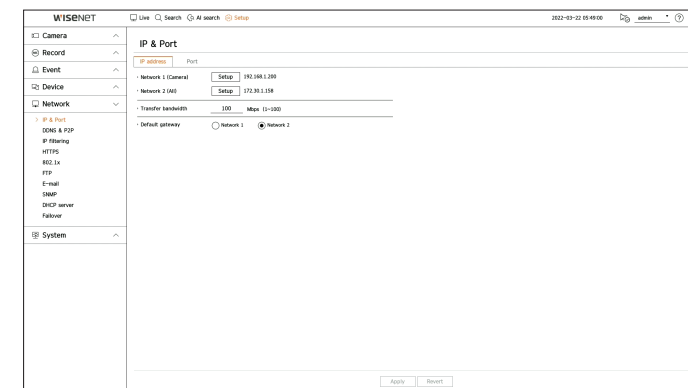 WISENET
Live Search AI search Setup 2022-03-22 05:49:00 admin ?
Camera
Record
Event
Device
Network
IP & Port
DDNS & P2P
IP filtering
HTTPS
802.1x
FTP
E-mail
SNMP
DHCP server
Failover
System
IP & Port
IP address Port
· Network 1 (Camera) Setup 192.168.1.200
· Network 2 (All) Setup 172.30.1.158
· Transfer bandwidth 100 Mbps (1~100)
· Default gateway Network 1 Network 2
Apply Revert